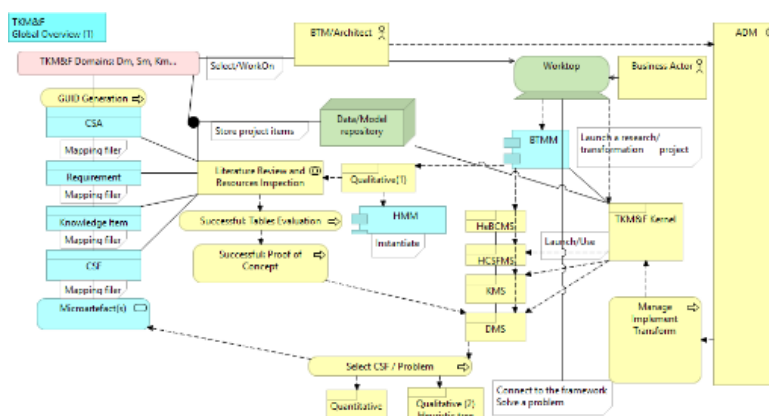 TKM&F
Global Overview (1)
BTM/Architect
ADM
TKM&F Domains: Dm, Sm, Km...
Select/WorkOn
Worktop
Business Actor
GUID Generation
CSA
Store project items
Data/Model
repository
BTMM
Launch a research/
transformation project
Mapping filer
Literature Review and
Resources Inspection
Requirement
Qualitative(1)
Mapping filer
Knowledge Item
Successful: Tables Evaluation
HMM
HeBCMS
TKM&F Kernel
Mapping filer
Instantiate
Launch/Use
CSF
Successful: Proof of
Concept
HCSFMS
Mapping filer
KMS
Microartefact(s)
Manage
Implement
Transform
DMS
Select CSF / Problem
Connect to the framework
Solve a problem
Quantitative
Qualitative (2)